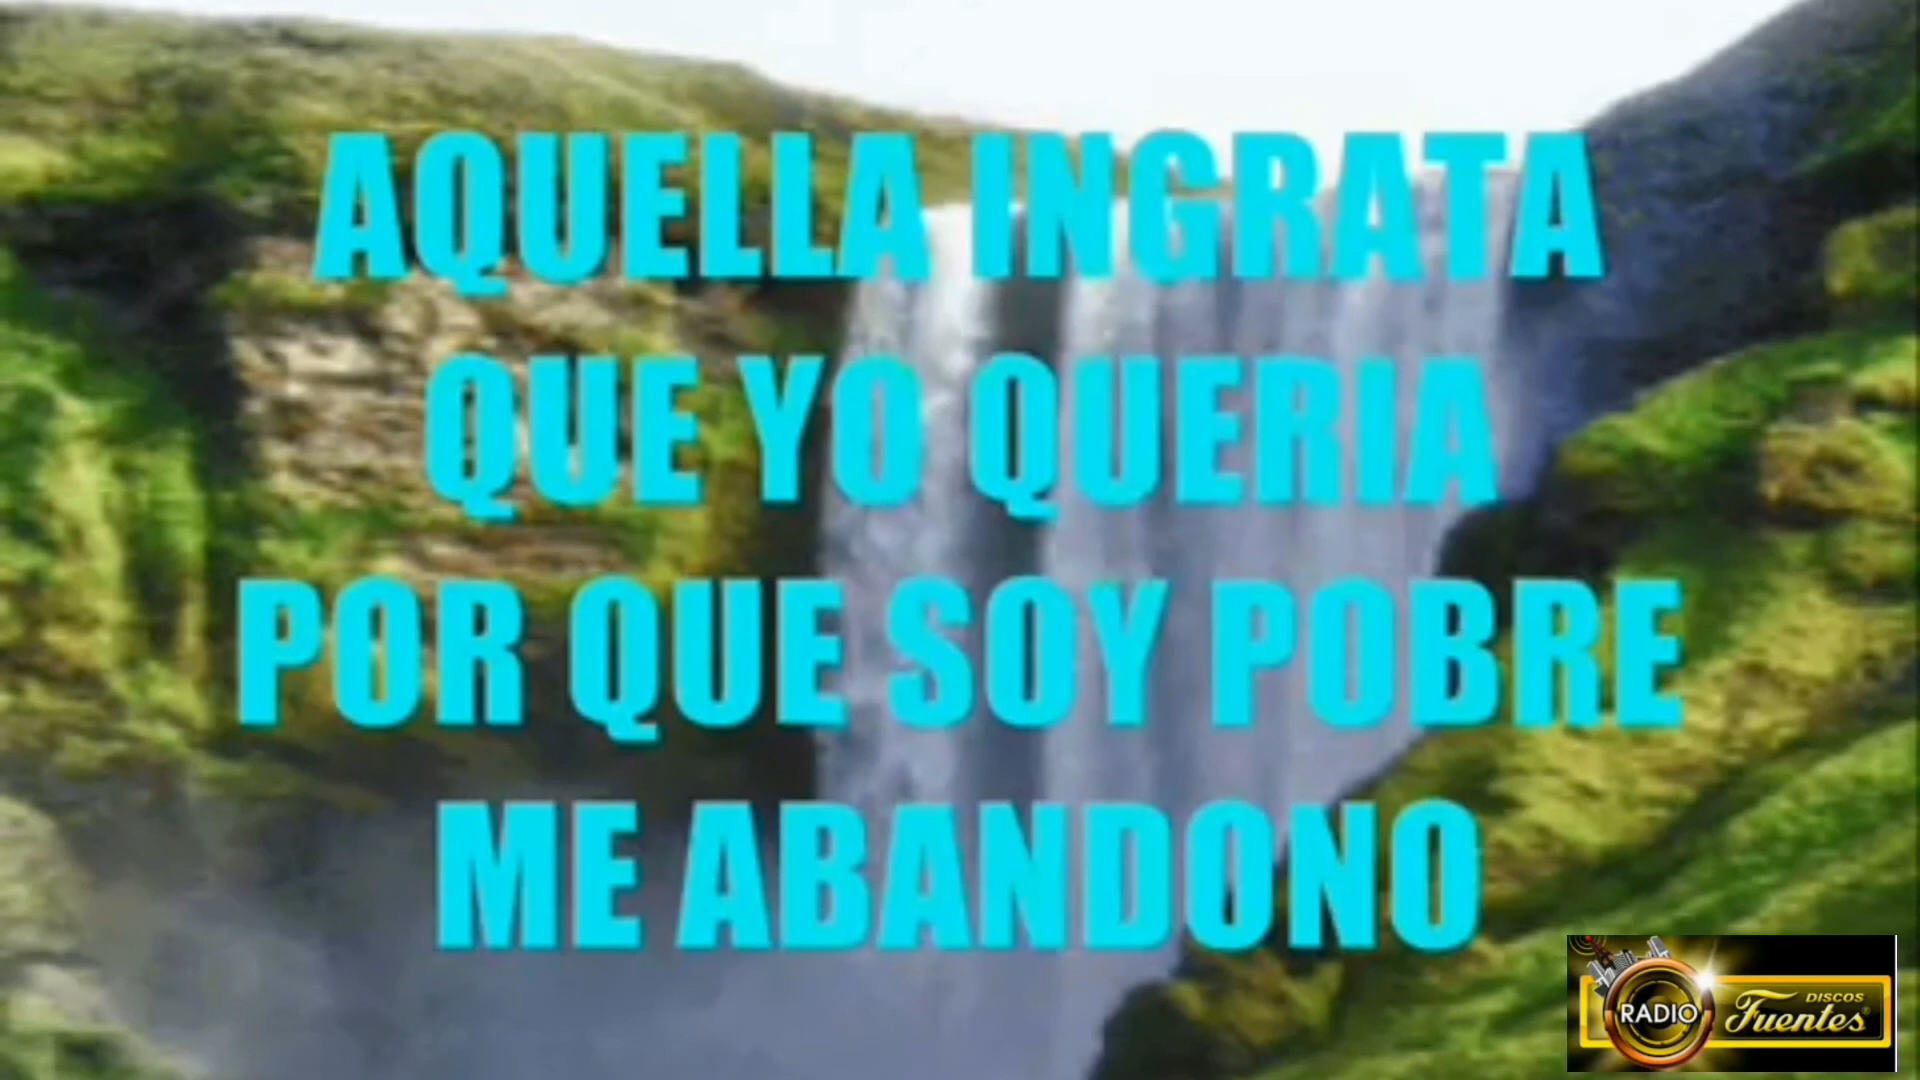 AQUELLA INGRATA
QUE YO QUERIA
POR QUE SOY POBRE
ME ABANDONO
RADIO
DISCOS
Fuentes®